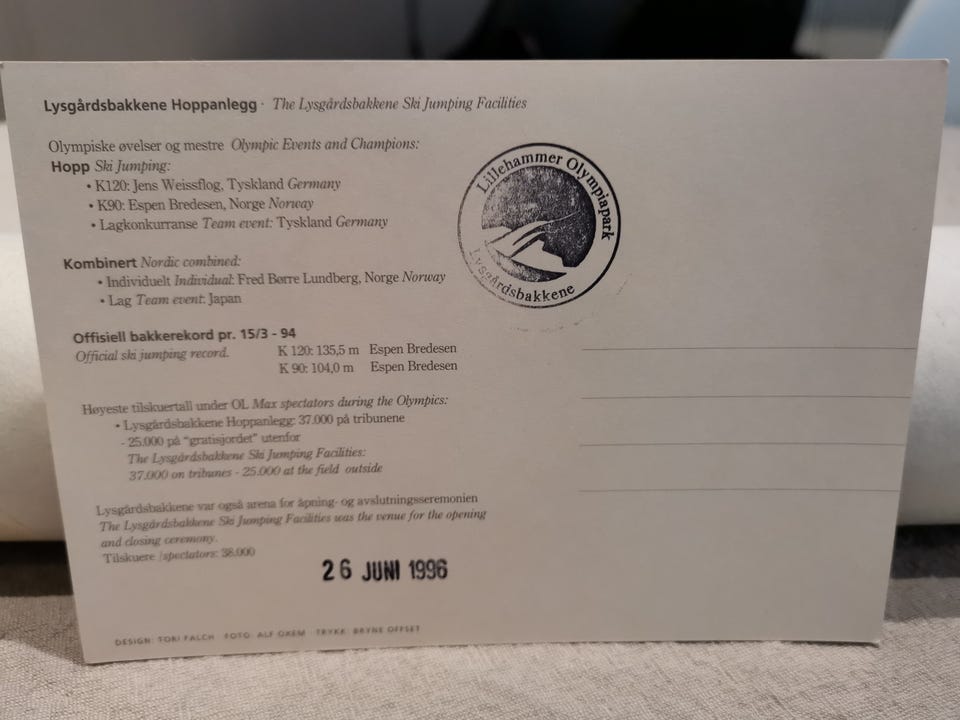 Lysgårdsbakkene Hoppanlegg · The Lysgårdsbakkene Ski Jumping Facilities
Olympiske øvelser og mestre Olympic Events and Champions:
Hopp Ski Jumping:
• K120: Jens Weissflog, Tyskland Germany
• K90: Espen Bredesen, Norge Norway
• Lagkonkurranse Team event: Tyskland Germany
Kombinert Nordic combined:
• Individuelt Individual: Fred Børre Lundberg, Norge Norway
• Lag Team event: Japan
Offisiell bakkerekord pr. 15/3 - 94
Official ski jumping record. K 120: 135,5 m Espen Bredesen
K 90: 104,0 m Espen Bredesen
Høyeste tilskuertall under OL Max spectators during the Olympics:
• Lysgårdsbakkene Hoppanlegg: 37.000 på tribunene
- 25.000 på "gratisjordet" utenfor
The Lysgårdsbakkene Ski Jumping Facilities:
37.000 on tribunes - 25.000 at the field outside
Lysgårdsbakkene var også arena for åpning- og avslutningsseremonien
The Lysgårdsbakkene Ski Jumping Facilities was the venue for the opening
and closing ceremony.
Tilskuere /spectators: 38.000
26 JUNI 1996
DESIGN: TORI FALCH FOTO: ALF OXEM TRYKK: BRYNE OFFSET
Lillehammer Olympiapark
Lysgårdsbakkene